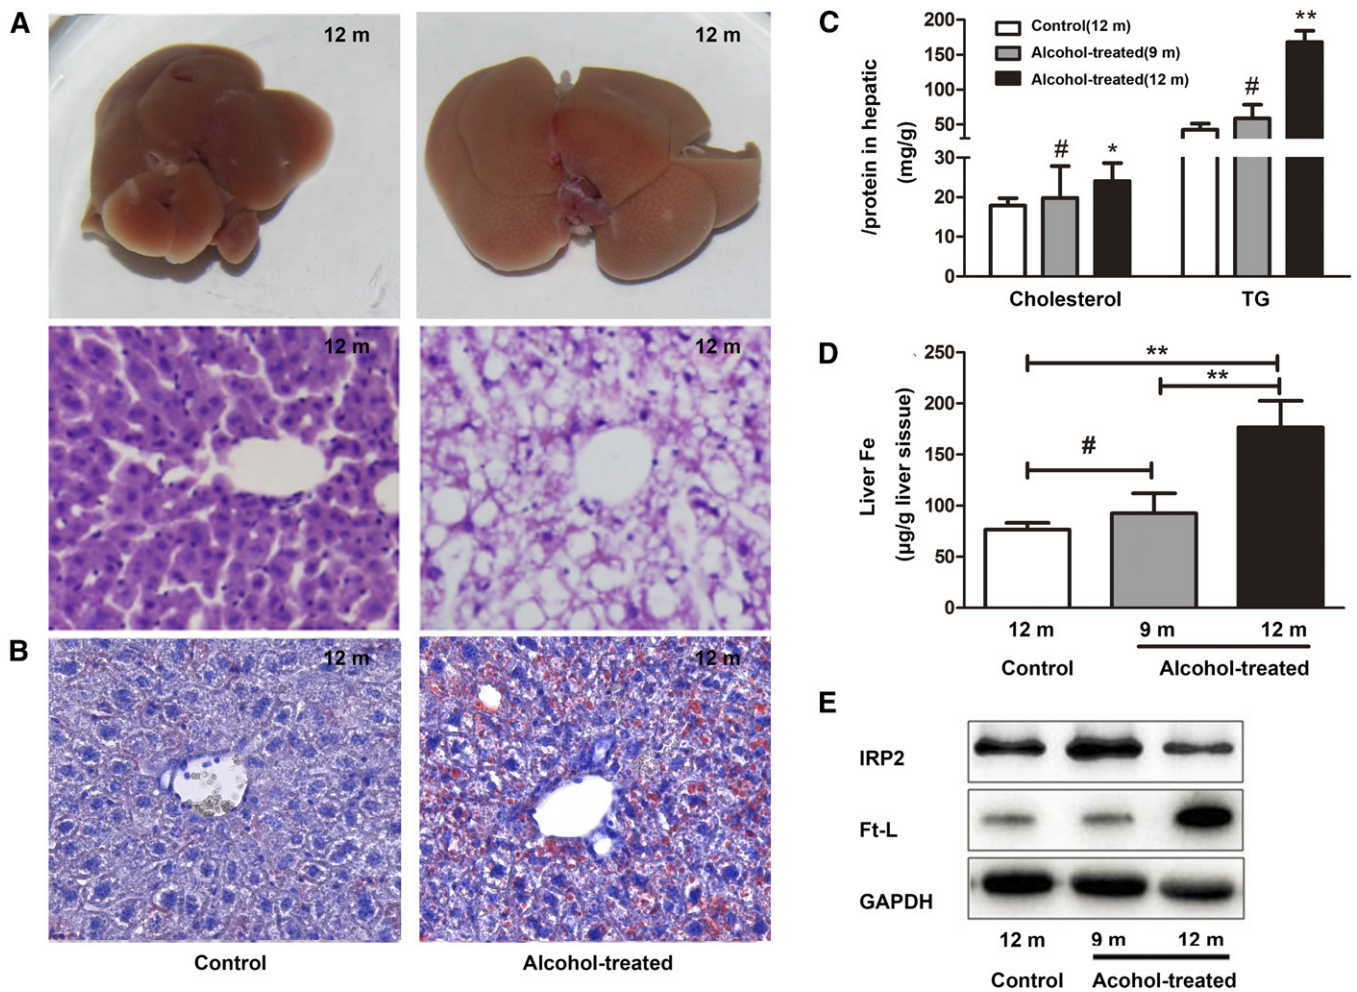 A
12 m
12 m
12 m
12 m
B
12 m
12 m
Control
Alcohol-treated
C
/protein in hepatic
(mg/g)
200
150
100
50
30
20
10
0
Control(12 m)
Alcohol-treated(9 m)
Alcohol-treated(12 m)
#
*
#
**
Cholesterol
TG
D
Liver Fe
(μg/g liver sissue)
250
200
150
100
50
0
**
**
#
12 m
9 m
12 m
Control
Alcohol-treated
E
IRP2
Ft-L
GAPDH
12 m
9 m
12 m
Control
Acohol-treated